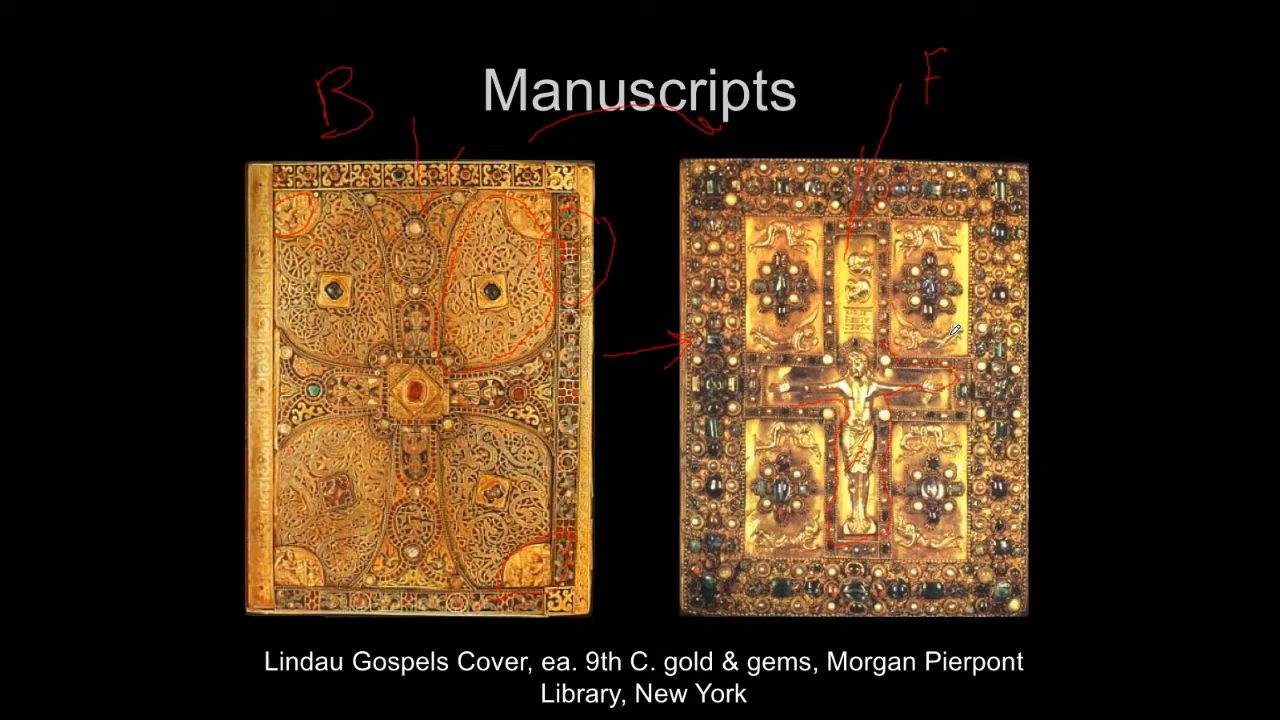 B
F
Manuscripts
Lindau Gospels Cover, ea. 9th C. gold & gems, Morgan Pierpont
Library, New York